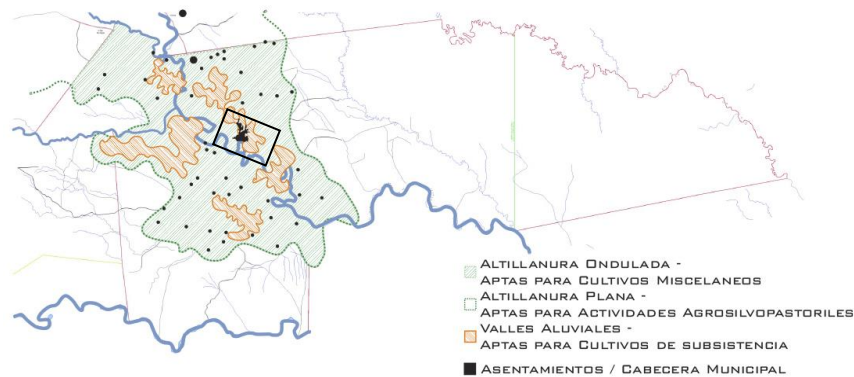 Altillanura Ondulada -
Aptas para Cultivos Miscelaneos
Altillanura Plana -
Aptas para Actividades Agrosilvopastoriles
Valles Aluviales -
Aptas para Cultivos de subsistencia
Asentamientos / Cabecera Municipal